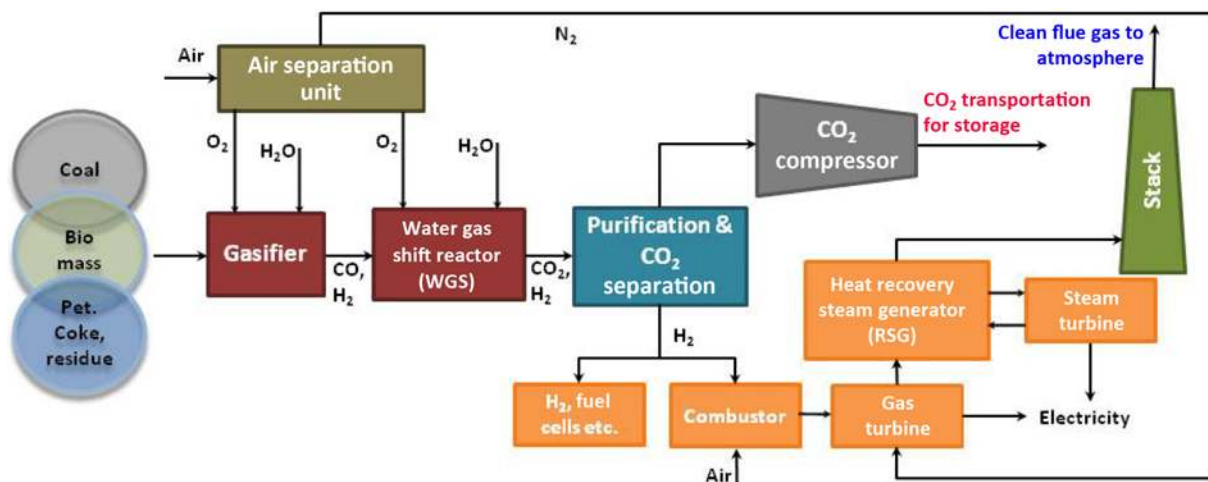 N₂
Clean flue gas to
atmosphere
Air
Air separation
unit
CO₂ transportation
for storage
CO₂
compressor
Stack
O₂
H₂O
O₂
H₂O
Coal
Bio
mass
Pet.
Coke,
residue
Gasifier
CO,
H₂
Water gas
shift reactor
(WGS)
CO₂,
H₂
Purification &
CO₂
separation
Heat recovery
steam generator
(RSG)
Steam
turbine
H₂
H₂, fuel
cells etc.
Combustor
Gas
turbine
Electricity
Air